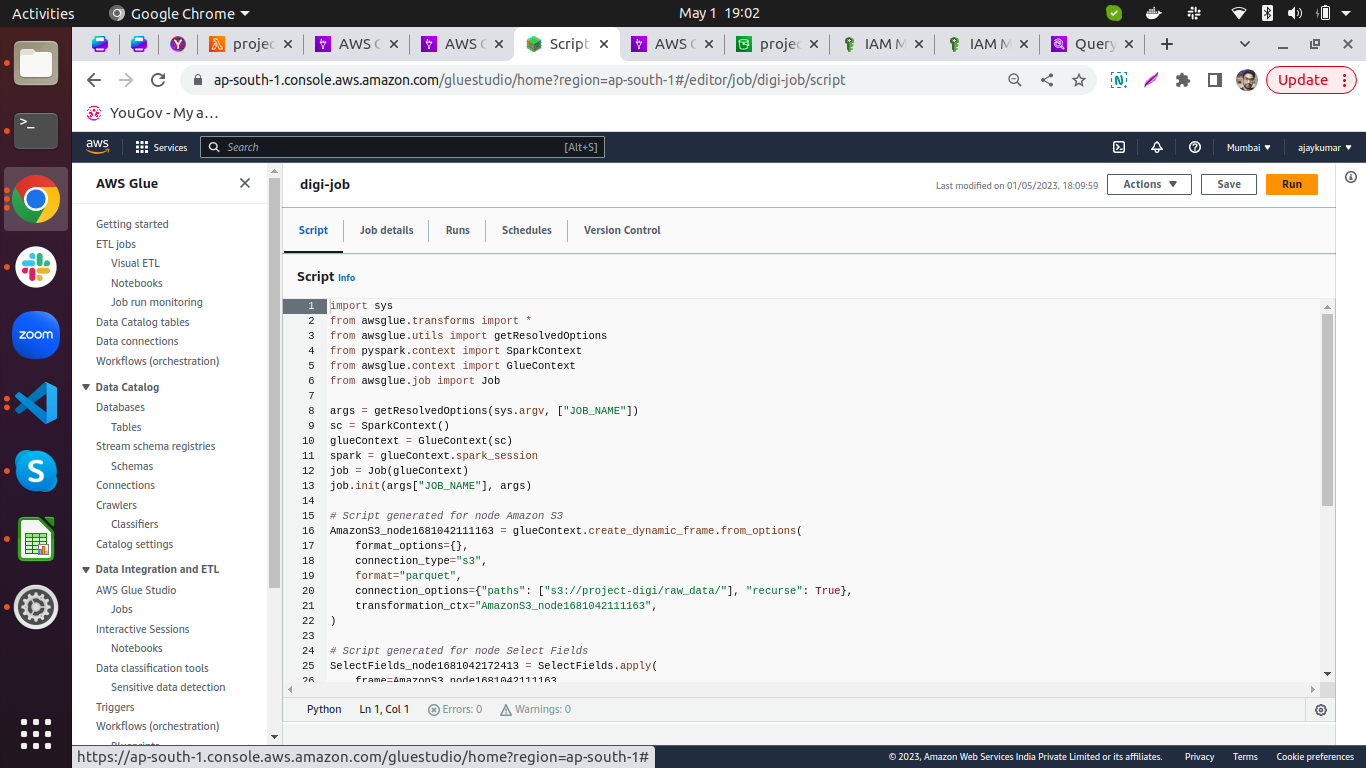 Activities
Google Chrome
May 1 19:02
projec
AWS G
AWS G
Script
AWS G
projec
IAM M
IAM M
Query
ap-south-1.console.aws.amazon.com/gluestudio/home?region=ap-south-1#/editor/job/digi-job/script
Update
YouGov - My a…
aws
Services
Search
[Alt+S]
Mumbai
ajaykumar
AWS Glue
Getting started
ETL jobs
Visual ETL
Notebooks
Job run monitoring
Data Catalog tables
Data connections
Workflows (orchestration)
Data Catalog
Databases
Tables
Stream schema registries
Schemas
Connections
Crawlers
Classifiers
Catalog settings
Data Integration and ETL
AWS Glue Studio
Jobs
Interactive Sessions
Notebooks
Data classification tools
Sensitive data detection
Triggers
Workflows (orchestration)
Blueprints
zoom
digi-job
Last modified on 01/05/2023, 18:09:59
Actions
Save
Run
Script
Job details
Runs
Schedules
Version Control
Script Info
1 import sys
2 from awsglue.transforms import *
3 from awsglue.utils import getResolvedOptions
4 from pyspark.context import SparkContext
5 from awsglue.context import GlueContext
6 from awsglue.job import Job
7
8 args = getResolvedOptions(sys.argv, ["JOB_NAME"])
9 sc = SparkContext()
10 glueContext = GlueContext(sc)
11 spark = glueContext.spark_session
12 job = Job(glueContext)
13 job.init(args["JOB_NAME"], args)
14
15 # Script generated for node Amazon S3
16 AmazonS3_node1681042111163 = glueContext.create_dynamic_frame.from_options(
17 format_options={},
18 connection_type="s3",
19 format="parquet",
20 connection_options={"paths": ["s3://project-digi/raw_data/"], "recurse": True},
21 transformation_ctx="AmazonS3_node1681042111163",
22 )
23
24 # Script generated for node Select Fields
25 SelectFields_node1681042172413 = SelectFields.apply(
26 frame=AmazonS3_node1681042111163,
Python
Ln 1, Col 1
Errors: 0
Warnings: 0
https://ap-south-1.console.aws.amazon.com/gluestudio/home?region=ap-south-1#
© 2023, Amazon Web Services India Private Limited or its affiliates.
Privacy
Terms
Cookie preferences